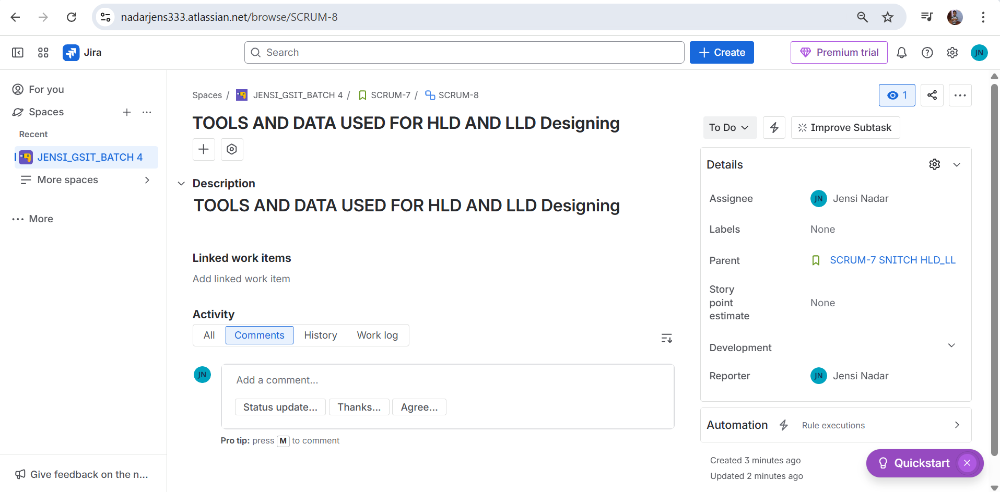 nadarjens333.atlassian.net/browse/SCRUM-8
Jira
Search
Create
Premium trial
JN
For you
Spaces
Recent
JENSI_GSIT_BATCH 4
More spaces
More
Give feedback on the n...
Spaces / JENSI_GSIT_BATCH 4 / SCRUM-7 / SCRUM-8
1
TOOLS AND DATA USED FOR HLD AND LLD Designing
Description
TOOLS AND DATA USED FOR HLD AND LLD Designing
Linked work items
Add linked work item
Activity
All Comments History Work log
JN
Add a comment...
Status update... Thanks... Agree...
Pro tip: press M to comment
To Do
Improve Subtask
Details
Assignee JN Jensi Nadar
Labels None
Parent SCRUM-7 SNITCH HLD_LL
Story
point
estimate
None
Development
Reporter JN Jensi Nadar
Automation Rule executions
Created 3 minutes ago
Updated 2 minutes ago
Quickstart